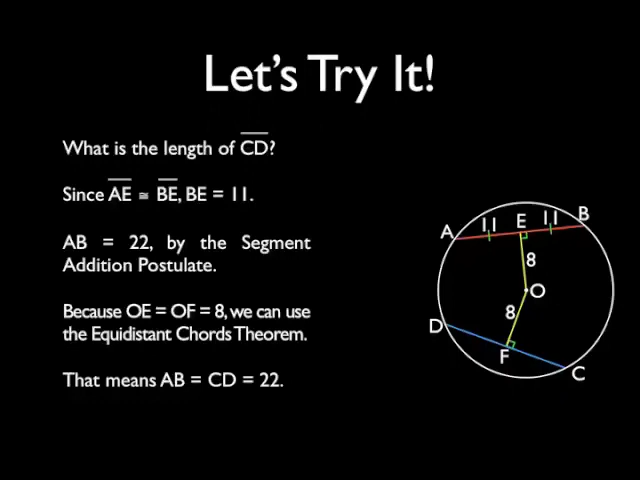 Let's Try It!
What is the length of CD?
Since AE ≅ BE, BE = 11.
AB = 22, by the Segment
Addition Postulate.
Because OE = OF = 8, we can use
the Equidistant Chords Theorem.
That means AB = CD = 22.
A 11 E 11 B
8
O
8
D
F
C